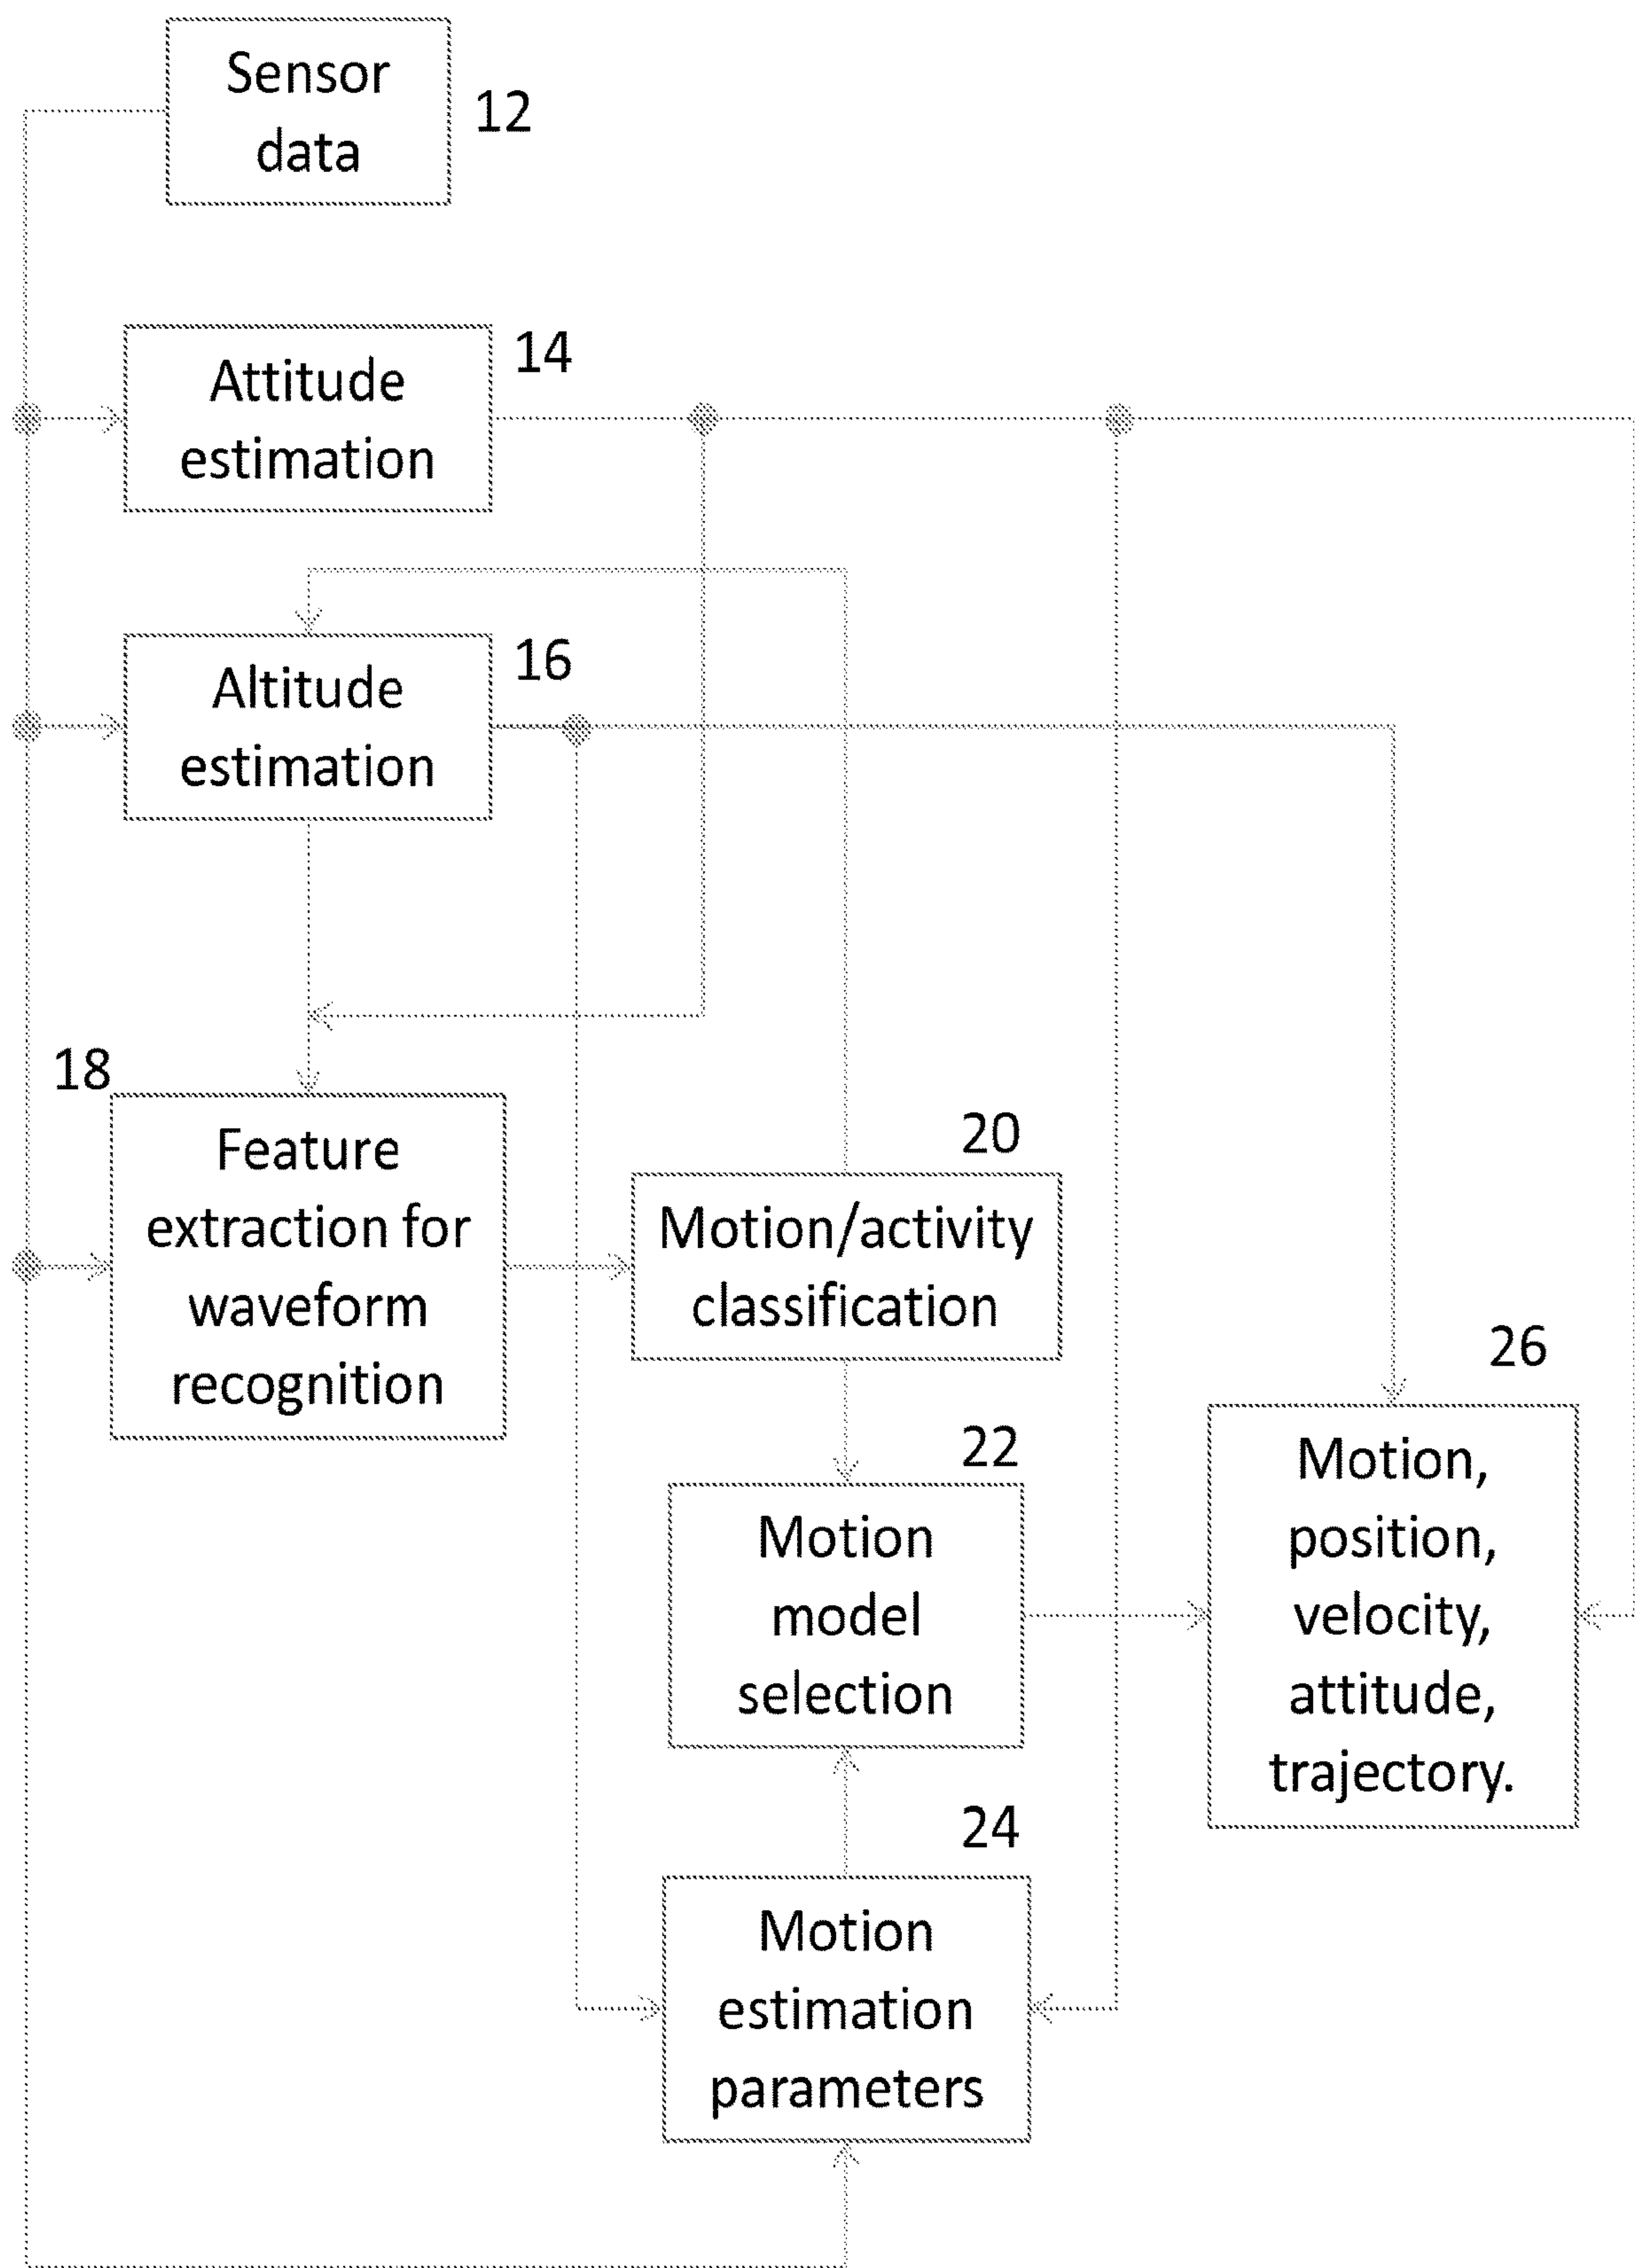 Sensor
data
12
Attitude
estimation
14
Altitude
estimation
16
18
Feature
extraction for
waveform
recognition
20
Motion/activity
classification
22
Motion
model
selection
26
Motion,
position,
velocity,
attitude,
trajectory.
24
Motion
estimation
parameters